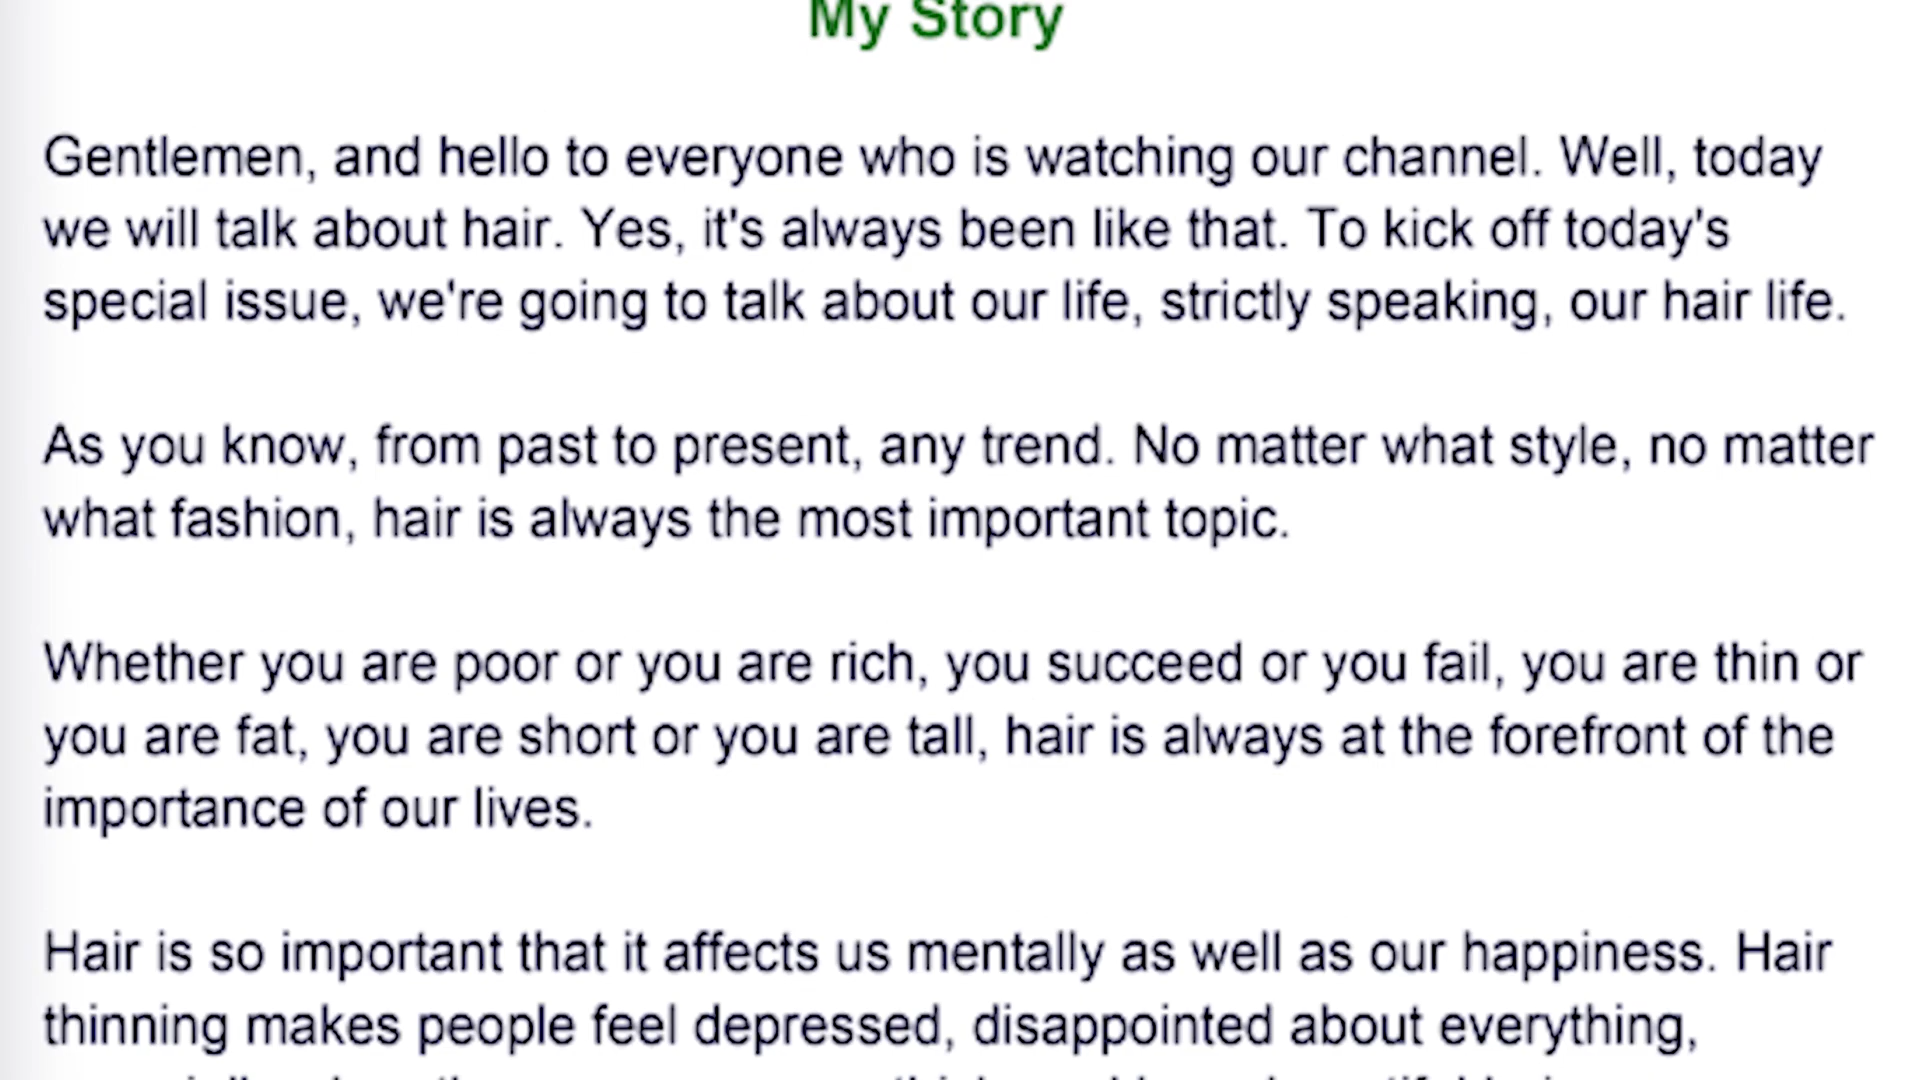 My Story
Gentlemen, and hello to everyone who is watching our channel. Well, today
we will talk about hair. Yes, it's always been like that. To kick off today's
special issue, we're going to talk about our life, strictly speaking, our hair life.
As you know, from past to present, any trend. No matter what style, no matter
what fashion, hair is always the most important topic.
Whether you are poor or you are rich, you succeed or you fail, you are thin or
you are fat, you are short or you are tall, hair is always at the forefront of the
importance of our lives.
Hair is so important that it affects us mentally as well as our happiness. Hair
thinning makes people feel depressed, disappointed about everything,